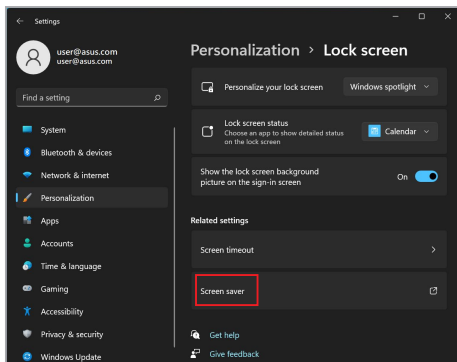 Settings
user@asus.com
user@asus.com
Find a setting
System
Bluetooth & devices
Network & internet
Personalization
Apps
Accounts
Time & language
Gaming
Accessibility
Privacy & security
Windows Update
Personalization > Lock screen
Personalize your lock screen
Windows spotlight
Lock screen status
Choose an app to show detailed status
on the lock screen
Calendar
Show the lock screen background
picture on the sign-in screen
On
Related settings
Screen timeout
Screen saver
Get help
Give feedback